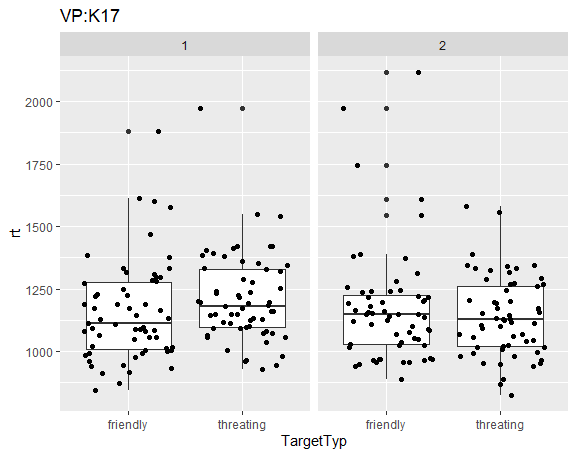 VP:K17
1 2
rt
2000
1750
1500
1250
1000
friendly threating friendly threating
TargetTyp